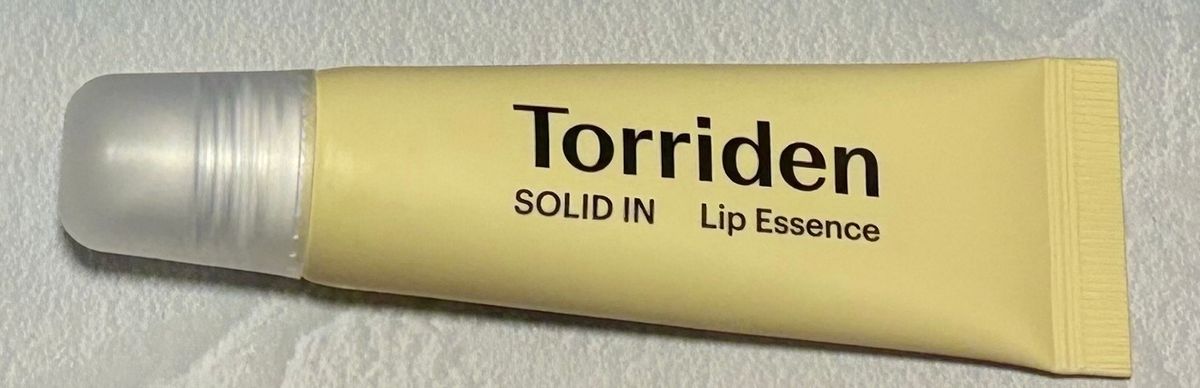 Torriden
SOLID IN Lip Essence